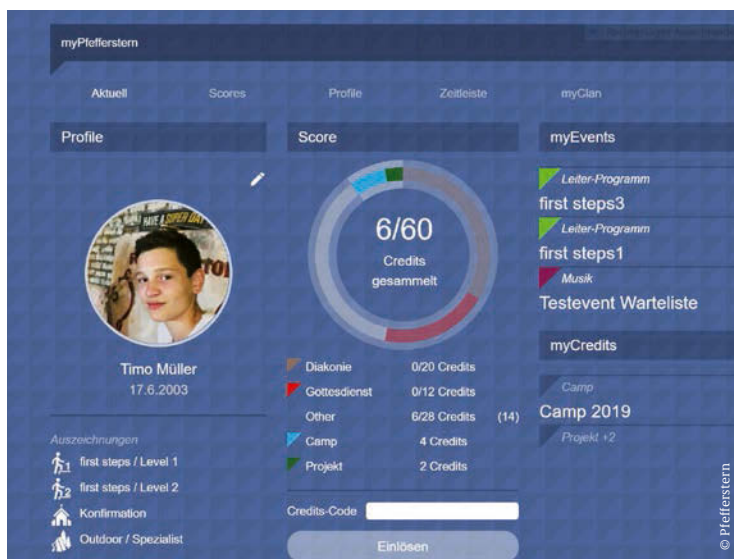 myPfefferstern
Aktuell Scores Profile Zeitleiste myClan
Profile
Timo Müller
17.6.2003
Auszeichnungen
first steps / Level 1
first steps / Level 2
Konfirmation
Outdoor / Spezialist
Score
6/60
Credits
gesammelt
Diakonie 0/20 Credits
Gottesdienst 0/12 Credits
Other 6/28 Credits (14)
Camp 4 Credits
Projekt 2 Credits
Credits-Code
Einlösen
myEvents
Leiter-Programm
first steps3
Leiter-Programm
first steps1
Musik
Testevent Warteliste
myCredits
Camp
Camp 2019
Projekt +2
© Pfefferstern